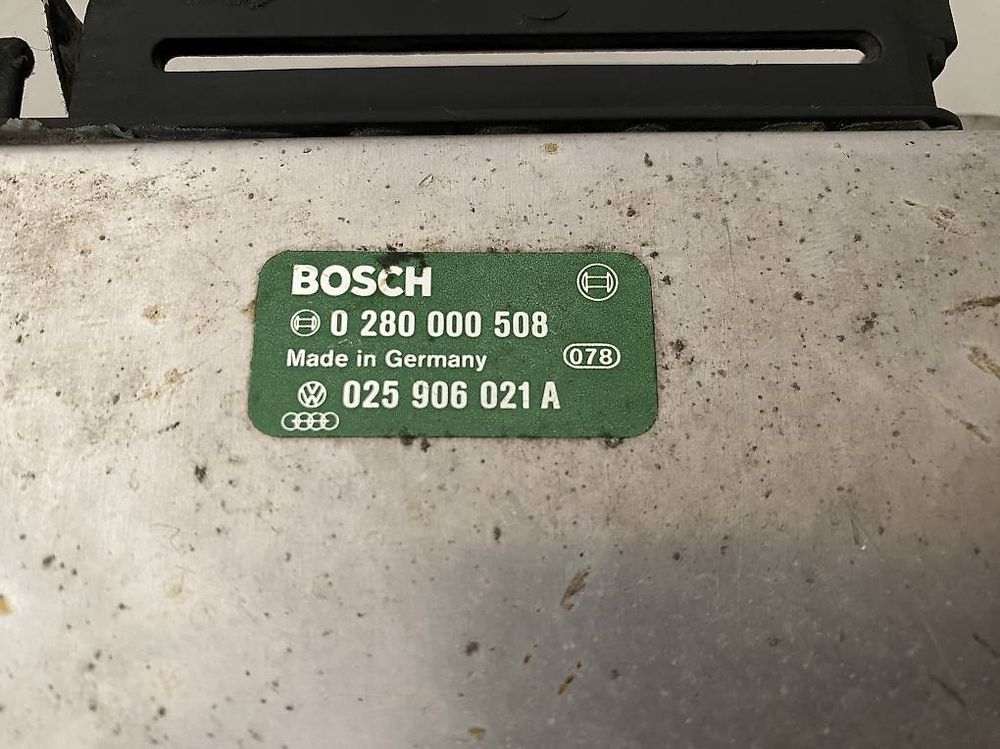 BOSCH
0 280 000 508
Made in Germany 078
025 906 021 A